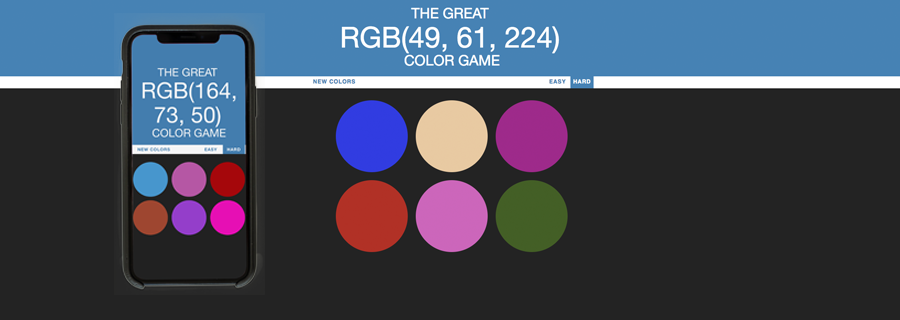 THE GREAT
RGB(49, 61, 224)
COLOR GAME
NEW COLORS EASY HARD
THE GREAT
RGB(164,
73, 50)
COLOR GAME
NEW COLORS EASY HARD